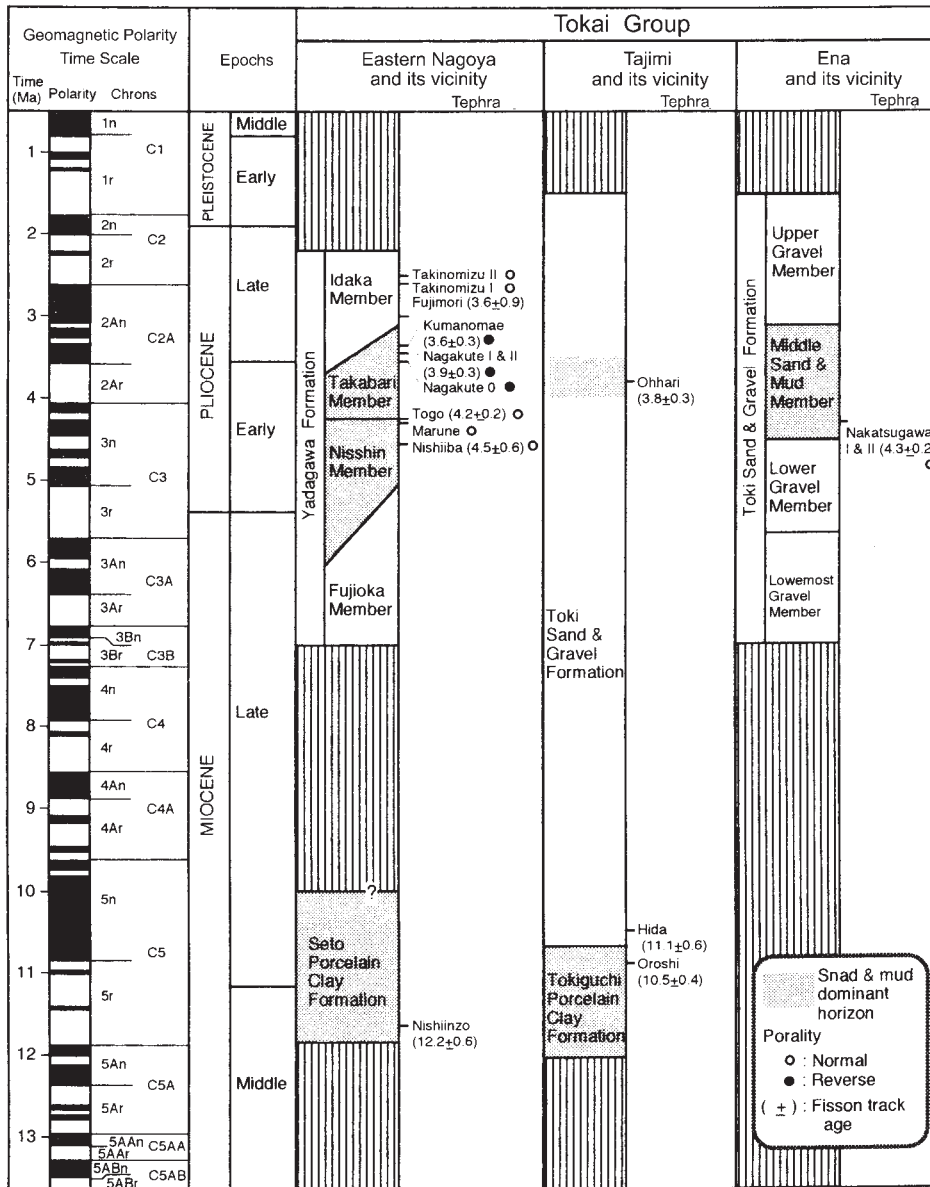 Geomagnetic Polarity
Time Scale
Time
(Ma)
Polarity
Chrons
Epochs
Tokai Group
Eastern Nagoya
and its vicinity
Tephra
Tajimi
and its vicinity
Tephra
Ena
and its vicinity
Tephra
1
2
3
4
5
6
7
8
9
10
11
12
13
1n
C1
1r
2n
C2
2r
2An
C2A
2Ar
3n
C3
3r
3An
C3A
3Ar
3Bn
3Br
C3B
4n
C4
4r
4An
C4A
4Ar
5n
C5
5r
5An
C5A
5Ar
5AAn
C5AA
5AAr
5ABn
C5AB
5ABr
PLEISTOCENE
PLIOCENE
MIOCENE
Middle
Early
Late
Early
Late
Middle
Yadagawa Formation
Idaka
Member
Takabari
Member
Nisshin
Member
Fujioka
Member
?
Seto
Porcelain
Clay
Formation
Takinomizu II
Takinomizu I
Fujimori (3.6±0.9)
Kumanomae
(3.6±0.3)
Nagakute I & II
(3.9±0.3)
Nagakute 0
Togo (4.2±0.2)
Marune
Nishiiba (4.5±0.6)
Nishiinzo
(12.2±0.6)
Toki
Sand &
Gravel
Formation
Tokiguchi
Porcelain
Clay
Formation
Ohhari
(3.8±0.3)
Hida
(11.1±0.6)
Oroshi
(10.5±0.4)
Toki Sand & Gravel Formation
Upper
Gravel
Member
Middle
Sand &
Mud
Member
Lower
Gravel
Member
Lowemost
Gravel
Member
Nakatsugawa
I & II (4.3±0.2
Snad & mud
dominant
horizon
Porality
: Normal
: Reverse
( ± ) : Fisson track
age